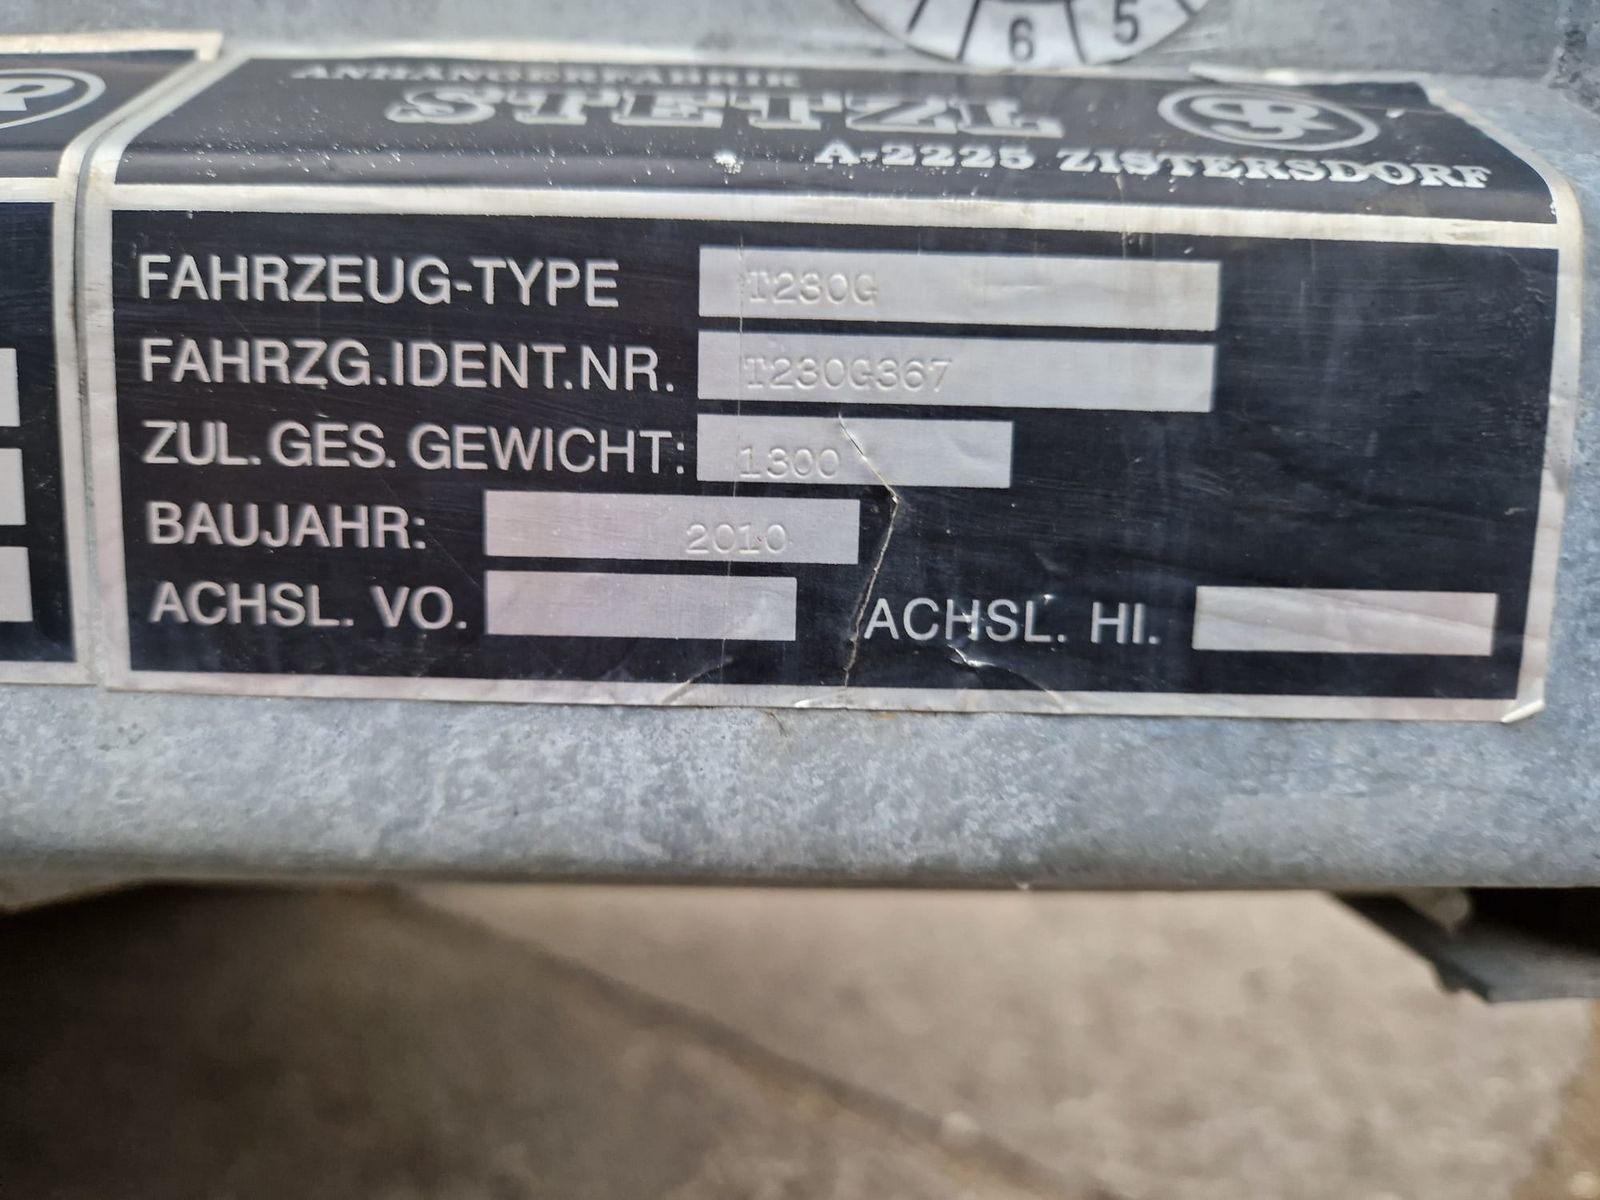 6 5
ANHÄNGERFABRIK
STETZL
A-2225 ZISTERSDORF
FAHRZEUG-TYPE T230G
FAHRZG.IDENT.NR. T230G367
ZUL.GES.GEWICHT: 1300
BAUJAHR: 2010
ACHSL. VO. ACHSL. HI.